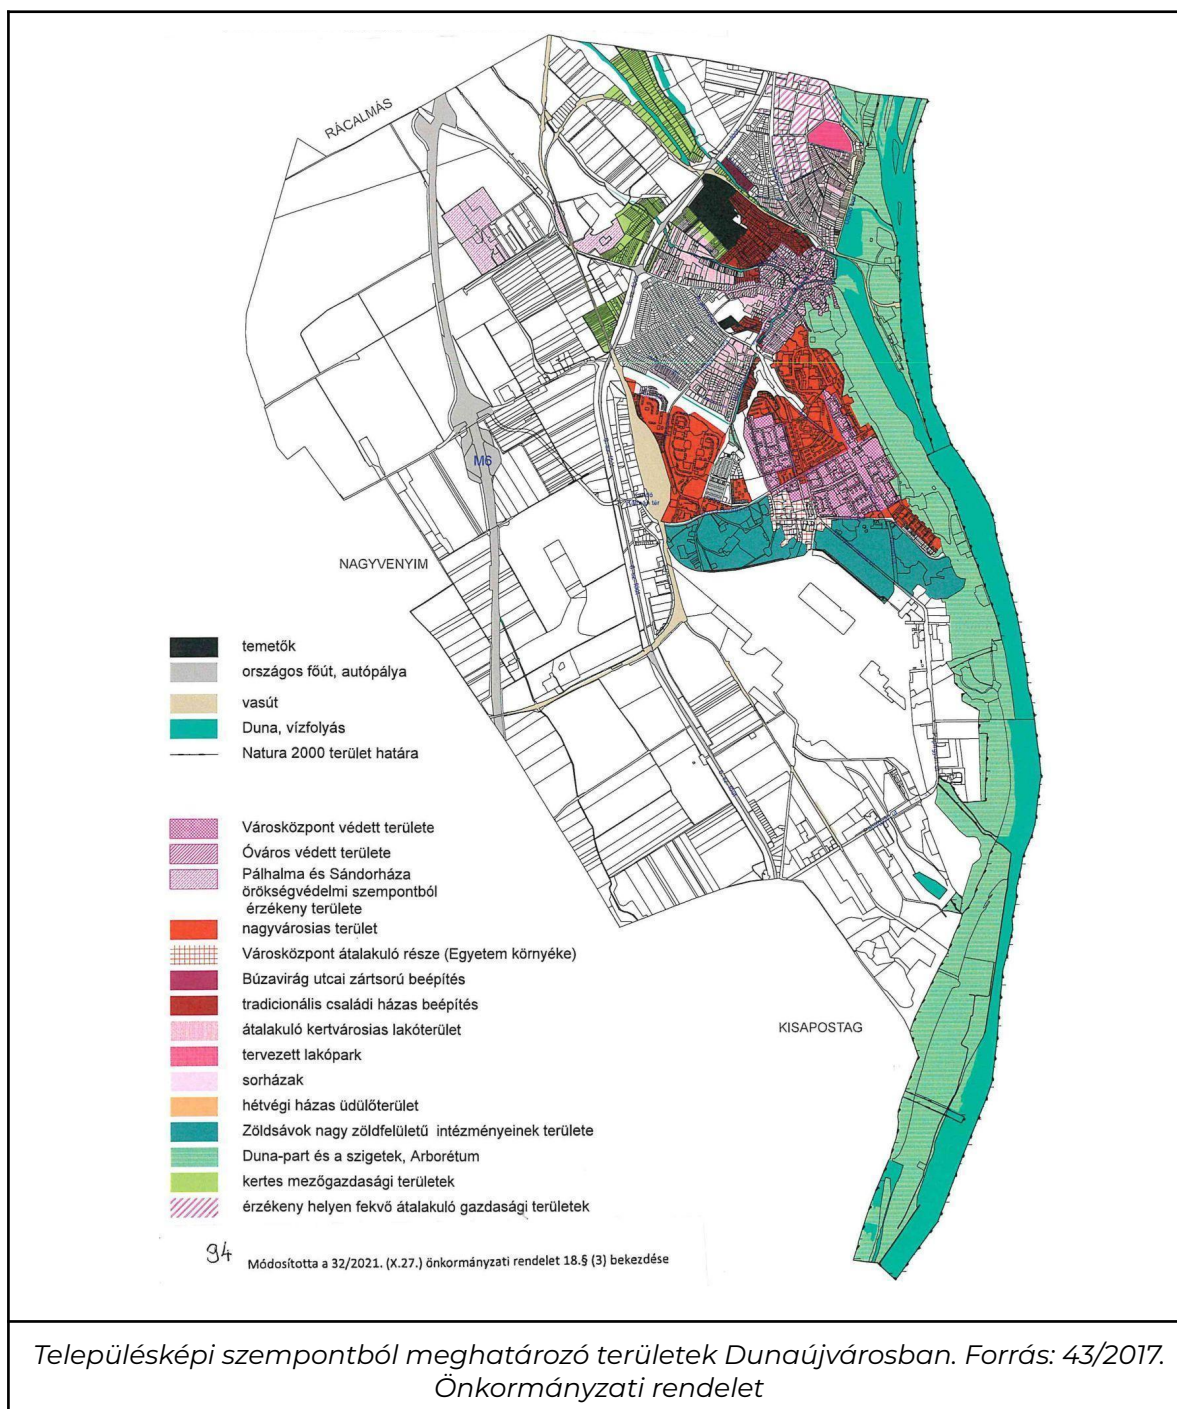 RÁCALMÁS
M6
NAGYVENYIM
KISAPOSTAG
temetők
országos főút, autópálya
vasút
Duna, vízfolyás
Natura 2000 terület határa
Városközpont védett területe
Óváros védett területe
Pálhalma és Sándorháza
örökségvédelmi szempontból
érzékeny területe
nagyvárosias terület
Városközpont átalakuló része (Egyetem környéke)
Búzavirág utcai zártsorú beépítés
tradicionális családi házas beépítés
átalakuló kertvárosias lakóterület
tervezett lakópark
sorházak
hétvégi házas üdülőterület
Zöldsávok nagy zöldfelületű intézményeinek területe
Duna-part és a szigetek, Arborétum
kertes mezőgazdasági területek
érzékeny helyen fekvő átalakuló gazdasági területek
94 Módosította a 32/2021. (X.27.) önkormányzati rendelet 18.§ (3) bekezdése
Településképi szempontból meghatározó területek Dunaújvárosban. Forrás: 43/2017.
Önkormányzati rendelet